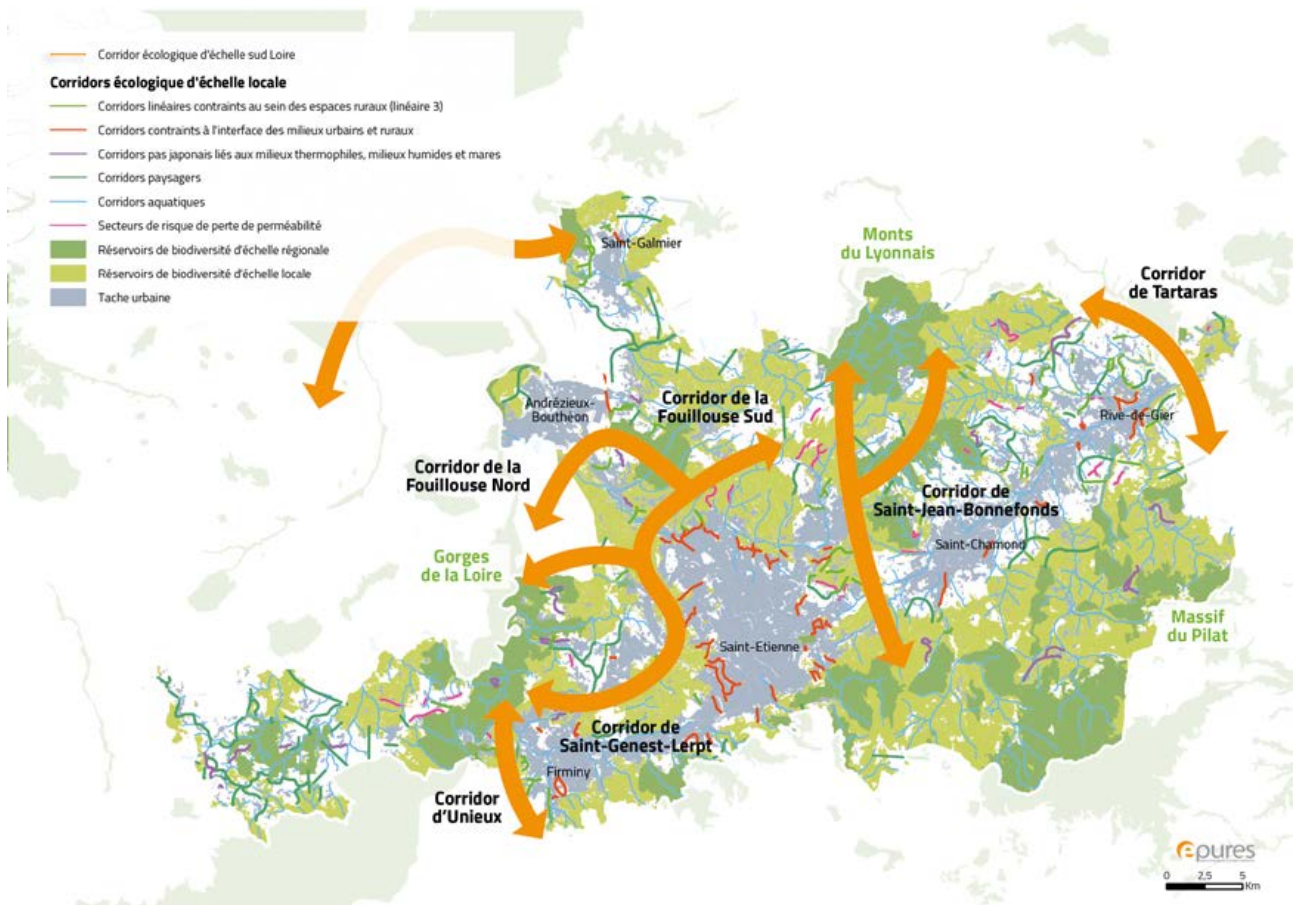 Corridor écologique d'échelle sud Loire
Corridors écologique d'échelle locale
Corridors linéaires contraints au sein des espaces ruraux (linéaire 3)
Corridors contraints à l'interface des milieux urbains et ruraux
Corridors pas japonais liés aux milieux thermophiles, milieux humides et mares
Corridors paysagers
Corridors aquatiques
Secteurs de risque de perte de perméabilité
Réservoirs de biodiversité d'échelle régionale
Réservoirs de biodiversité d'échelle locale
Tache urbaine
Saint-Galmier
Monts
du Lyonnais
Corridor
de Tartaras
Andrézieux-
Bouthéon
Corridor de la
Fouillouse Sud
Rive-de-Gier
Corridor de la
Fouillouse Nord
Corridor de
Saint-Jean-Bonnefonds
Saint-Chamond
Gorges
de la Loire
Massif
du Pilat
Saint-Etienne
Corridor de
Saint-Genest-Lerpt
Firminy
Corridor
d'Unieux
épures
0 2,5 5
Km